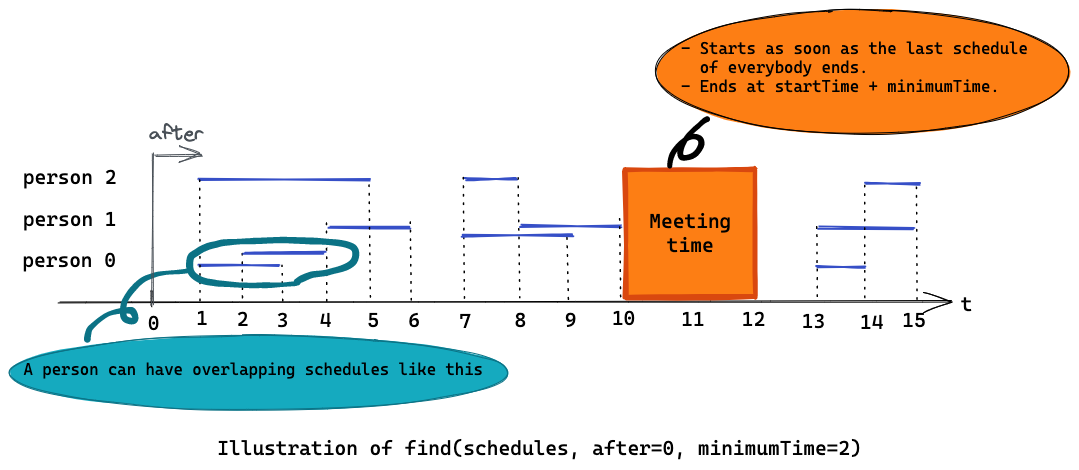 - Starts as soon as the last schedule
of everybody ends.
- Ends at startTime + minimumTime.
after
person 2
person 1
person 0
Meeting
time
0 1 2 3 4 5 6 7 8 9 10 11 12 13 14 15 t
A person can have overlapping schedules like this
Illustration of find(schedules, after=0, minimumTime=2)